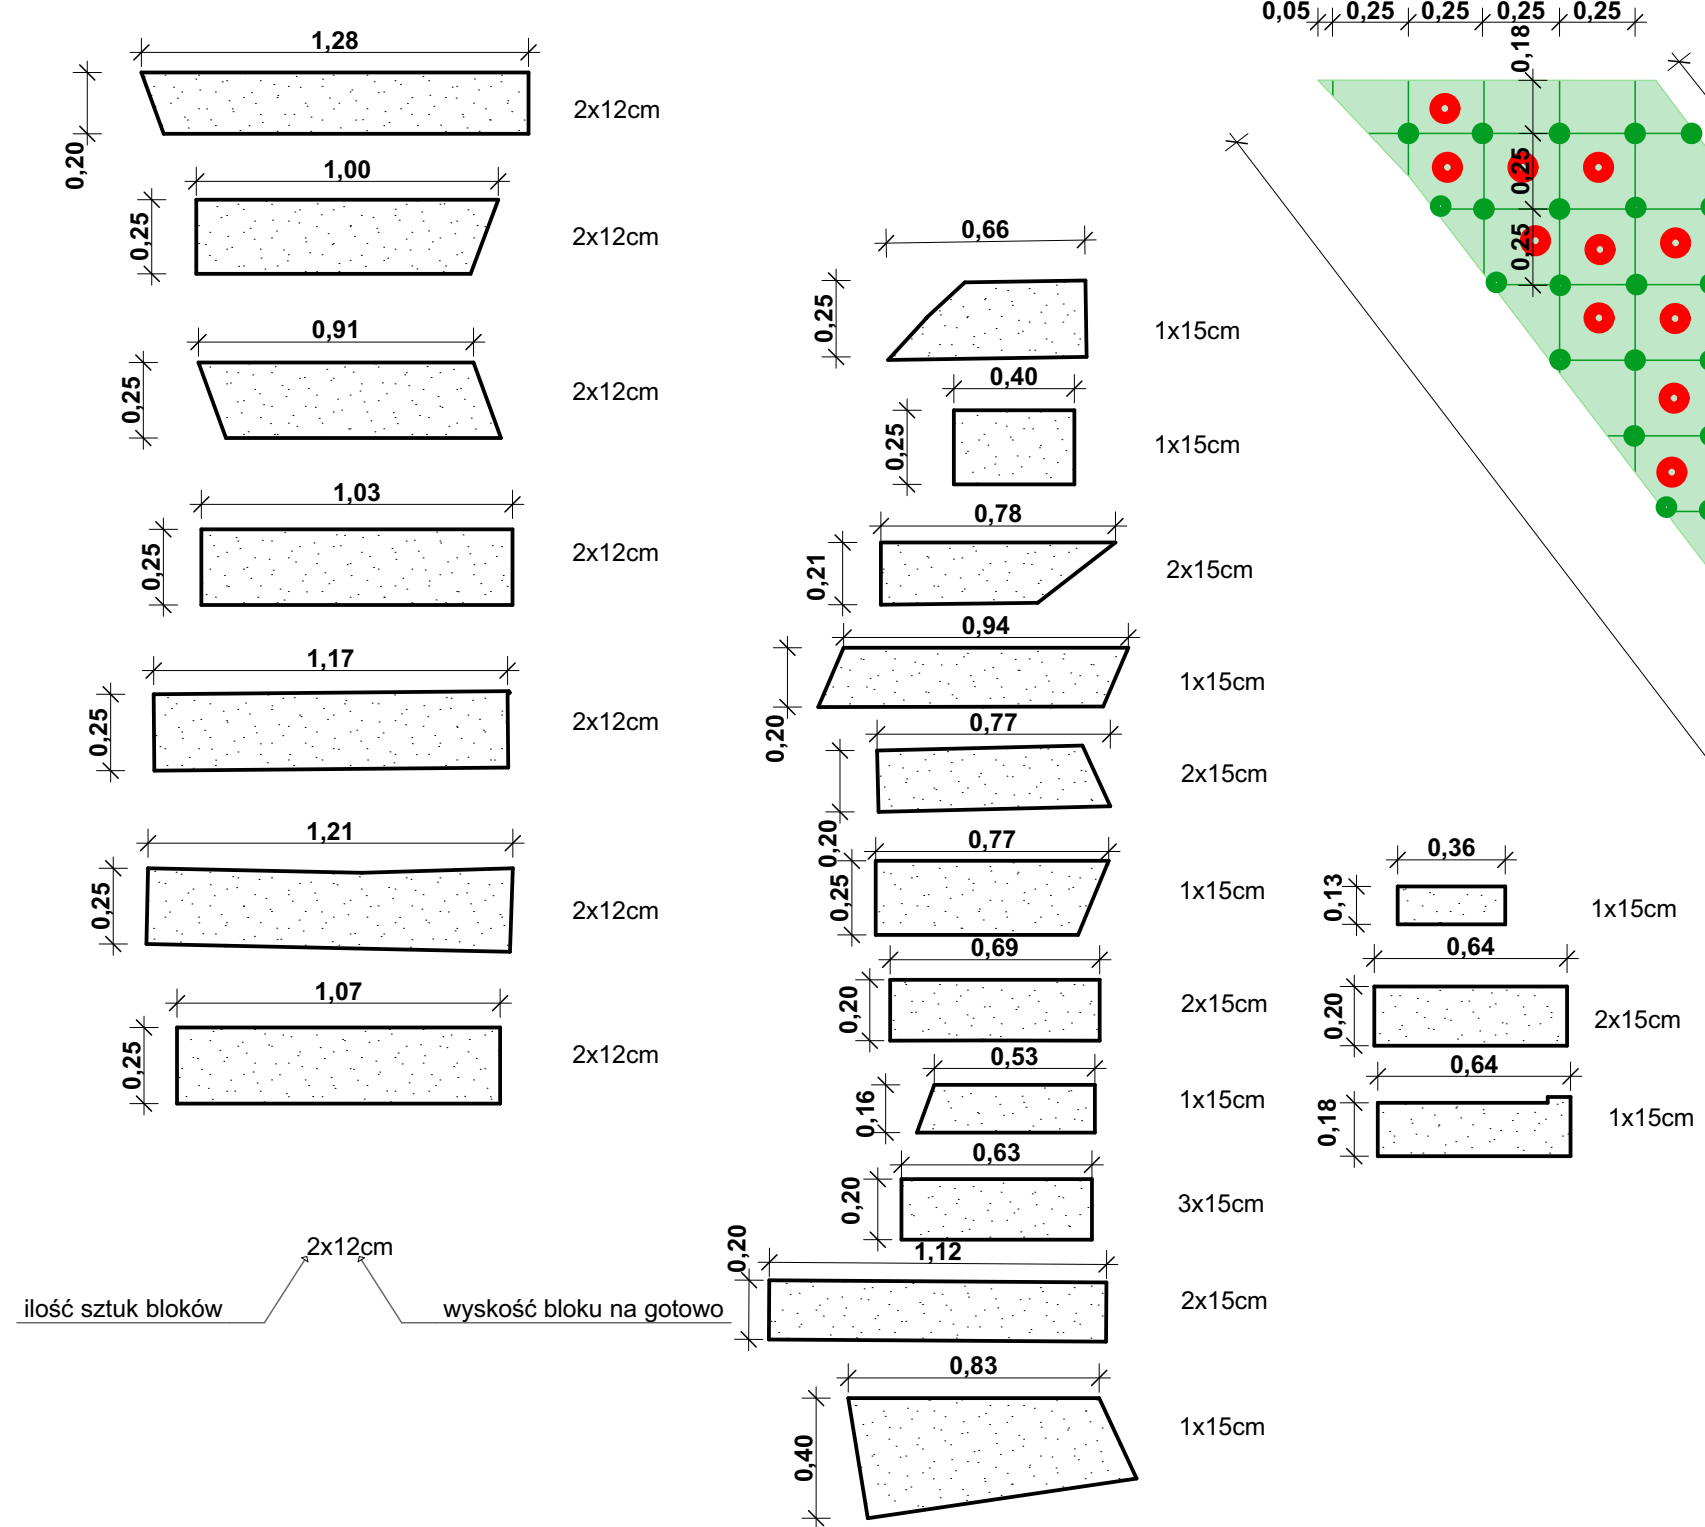 1,28
0,20
2x12cm
1,00
0,25
2x12cm
0,91
0,25
2x12cm
1,03
0,25
2x12cm
1,17
0,25
2x12cm
1,21
0,25
2x12cm
1,07
0,25
2x12cm
2x12cm
ilość sztuk bloków
wyskość bloku na gotowo
0,66
0,25
1x15cm
0,40
0,25
1x15cm
0,78
0,21
2x15cm
0,94
0,20
1x15cm
0,77
0,20
2x15cm
0,77
0,25
1x15cm
0,69
0,20
2x15cm
0,53
0,16
1x15cm
0,63
0,20
3x15cm
1,12
0,20
2x15cm
0,83
0,40
1x15cm
0,05 0,25 0,25 0,25 0,25
0,18
0,25
0,25
0,36
0,13
1x15cm
0,64
0,20
2x15cm
0,64
0,18
1x15cm